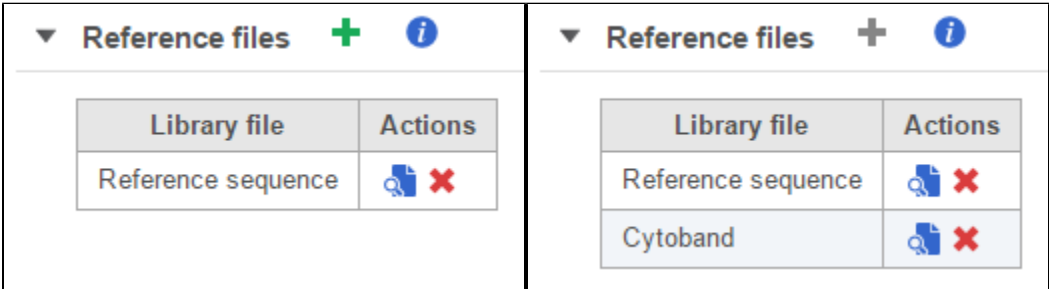 Reference files
Library file Actions
Reference sequence
Reference files
Library file Actions
Reference sequence
Cytoband